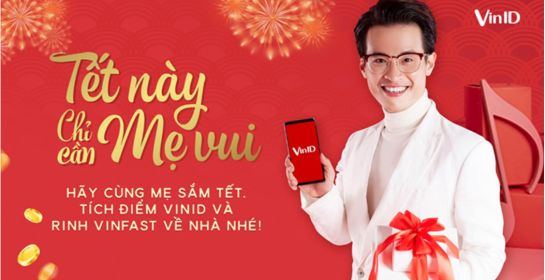 VinID
Tết này
Chỉ
cần
Mẹ vui
VinID
HÃY CÙNG MẸ SẮM TẾT.
TÍCH ĐIỂM VINID VÀ
RINH VINFAST VỀ NHÀ NHÉ!